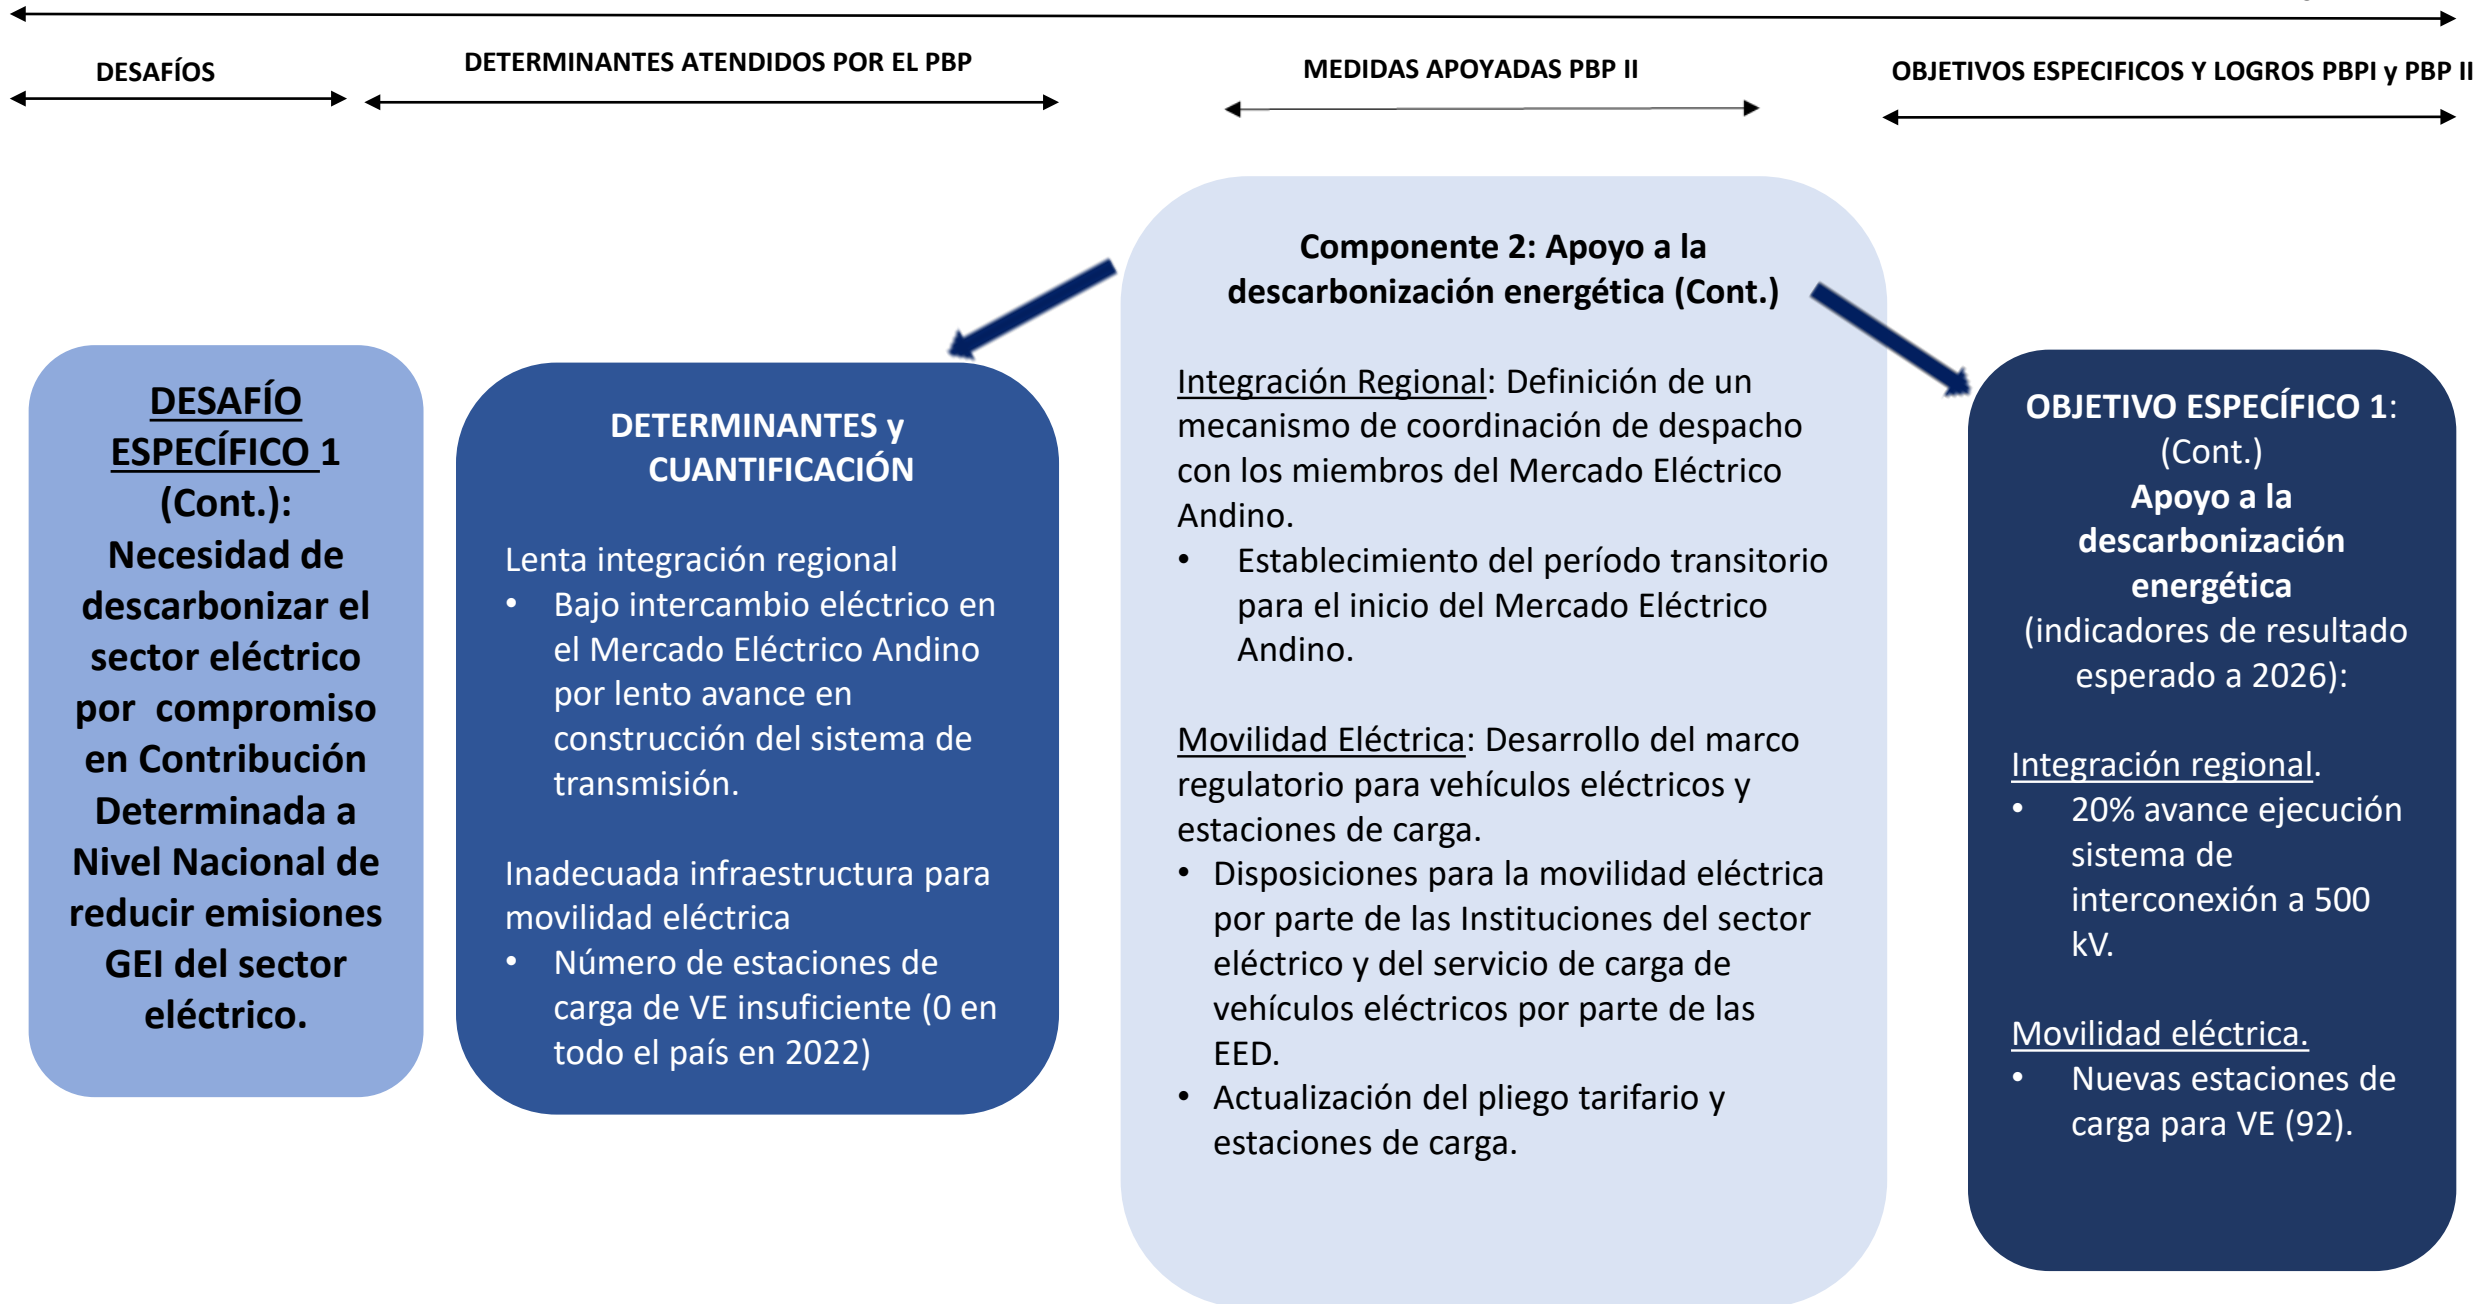 DESAFÍOS
DETERMINANTES ATENDIDOS POR EL PBP
MEDIDAS APOYADAS PBP II
OBJETIVOS ESPECIFICOS Y LOGROS PBPI y PBP II
DESAFÍO
ESPECÍFICO 1
(Cont.):
Necesidad de
descarbonizar el
sector eléctrico
por compromiso
en Contribución
Determinada a
Nivel Nacional de
reducir emisiones
GEI del sector
eléctrico.
DETERMINANTES y
CUANTIFICACIÓN
Lenta integración regional
• Bajo intercambio eléctrico en
el Mercado Eléctrico Andino
por lento avance en
construcción del sistema de
transmisión.
Inadecuada infraestructura para
movilidad eléctrica
• Número de estaciones de
carga de VE insuficiente (0 en
todo el país en 2022)
Componente 2: Apoyo a la
descarbonización energética (Cont.)
Integración Regional: Definición de un
mecanismo de coordinación de despacho
con los miembros del Mercado Eléctrico
Andino.
• Establecimiento del período transitorio
para el inicio del Mercado Eléctrico
Andino.
Movilidad Eléctrica: Desarrollo del marco
regulatorio para vehículos eléctricos y
estaciones de carga.
• Disposiciones para la movilidad eléctrica
por parte de las Instituciones del sector
eléctrico y del servicio de carga de
vehículos eléctricos por parte de las
EED.
• Actualización del pliego tarifario y
estaciones de carga.
OBJETIVO ESPECÍFICO 1:
(Cont.)
Apoyo a la
descarbonización
energética
(indicadores de resultado
esperado a 2026):
Integración regional.
• 20% avance ejecución
sistema de
interconexión a 500
kV.
Movilidad eléctrica.
• Nuevas estaciones de
carga para VE (92).